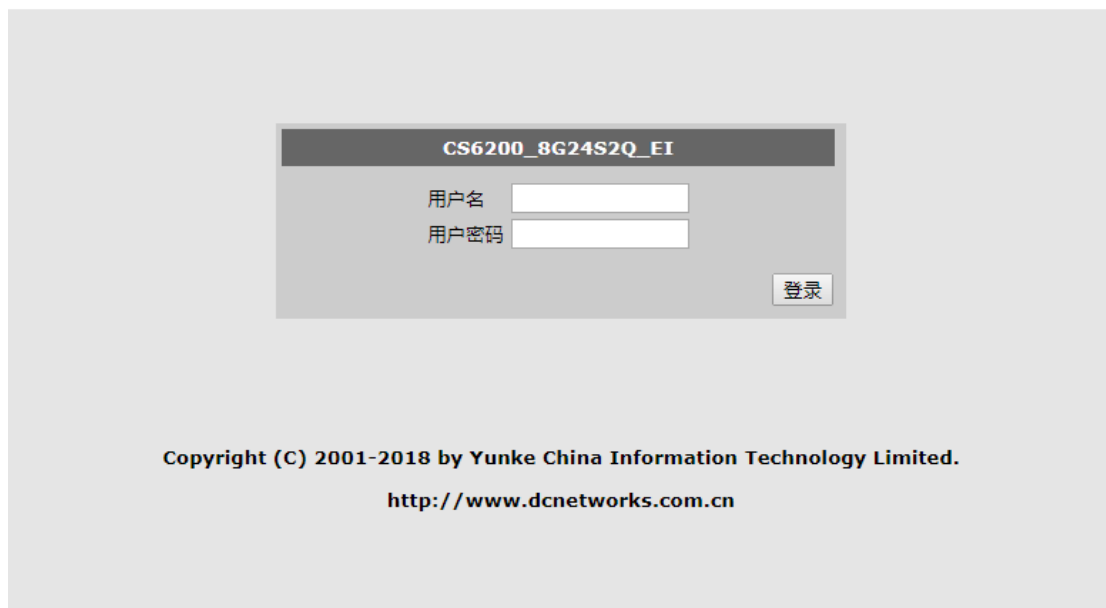 CS6200_8G24S2Q_EI
用户名
用户密码
登录
Copyright (C) 2001-2018 by Yunke China Information Technology Limited.
http://www.dcnetworks.com.cn